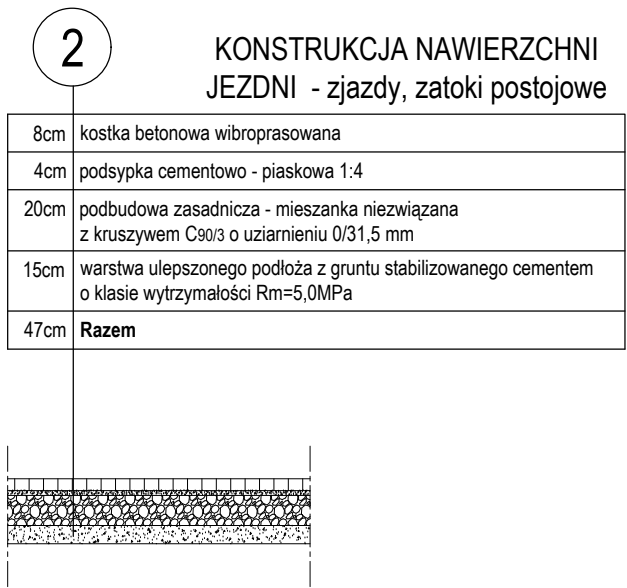 2
KONSTRUKCJA NAWIERZCHNI
JEZDNI - zjazdy, zatoki postojowe
8cm kostka betonowa wibroprasowana
4cm podsypka cementowo - piaskowa 1:4
20cm podbudowa zasadnicza - mieszanka niezwiązana
z kruszywem C90/3 o uziarnieniu 0/31,5 mm
15cm warstwa ulepszonego podłoża z gruntu stabilizowanego cementem
o klasie wytrzymałości Rm=5,0MPa
47cm Razem